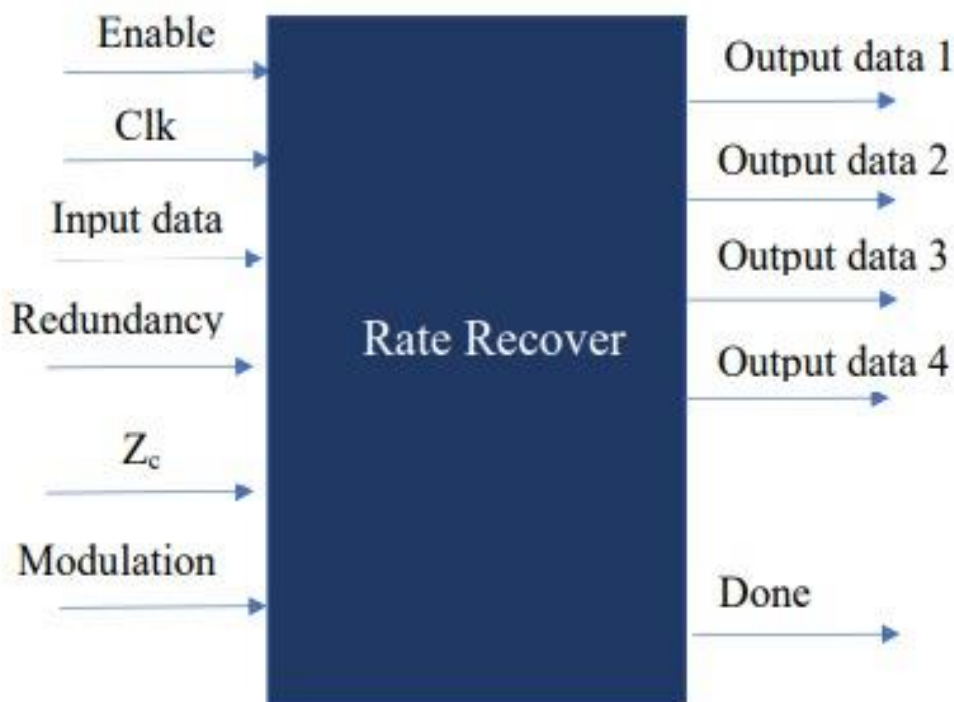 Enable
Clk
Input data
Redundancy
Z_c
Modulation
Rate Recover
Output data 1
Output data 2
Output data 3
Output data 4
Done